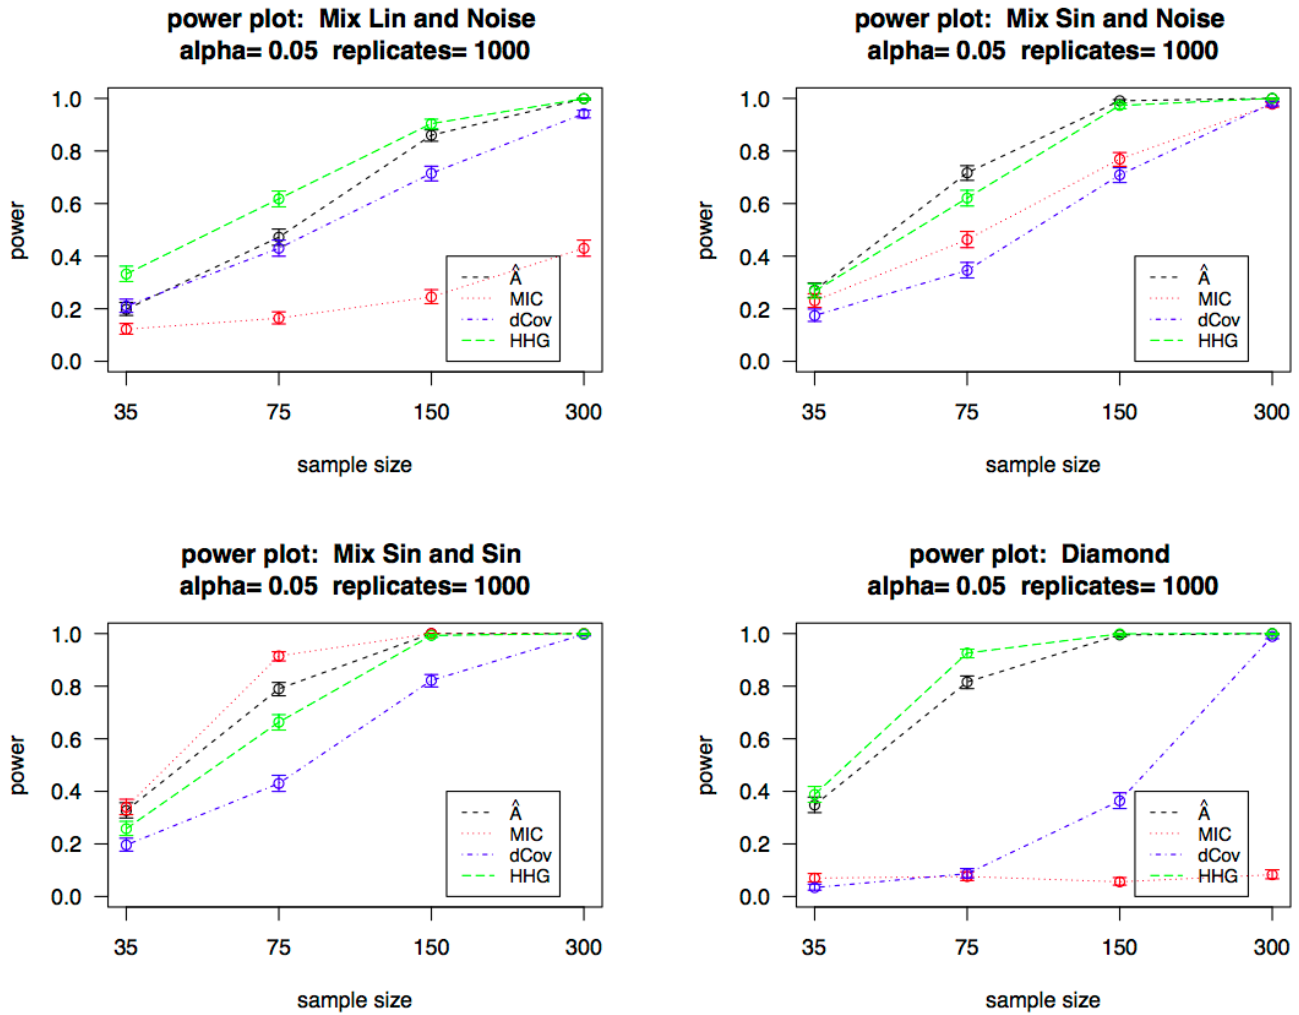 power plot:  Mix Lin and Noise
alpha= 0.05  replicates= 1000
1.0
0.8
0.6
0.4
0.2
0.0
power
Â
MIC
dCov
HHG
35
75
150
300
sample size
power plot:  Mix Sin and Noise
alpha= 0.05  replicates= 1000
1.0
0.8
0.6
0.4
0.2
0.0
power
Â
MIC
dCov
HHG
35
75
150
300
sample size
power plot:  Mix Sin and Sin
alpha= 0.05  replicates= 1000
1.0
0.8
0.6
0.4
0.2
0.0
power
Â
MIC
dCov
HHG
35
75
150
300
sample size
power plot:  Diamond
alpha= 0.05  replicates= 1000
1.0
0.8
0.6
0.4
0.2
0.0
power
Â
MIC
dCov
HHG
35
75
150
300
sample size